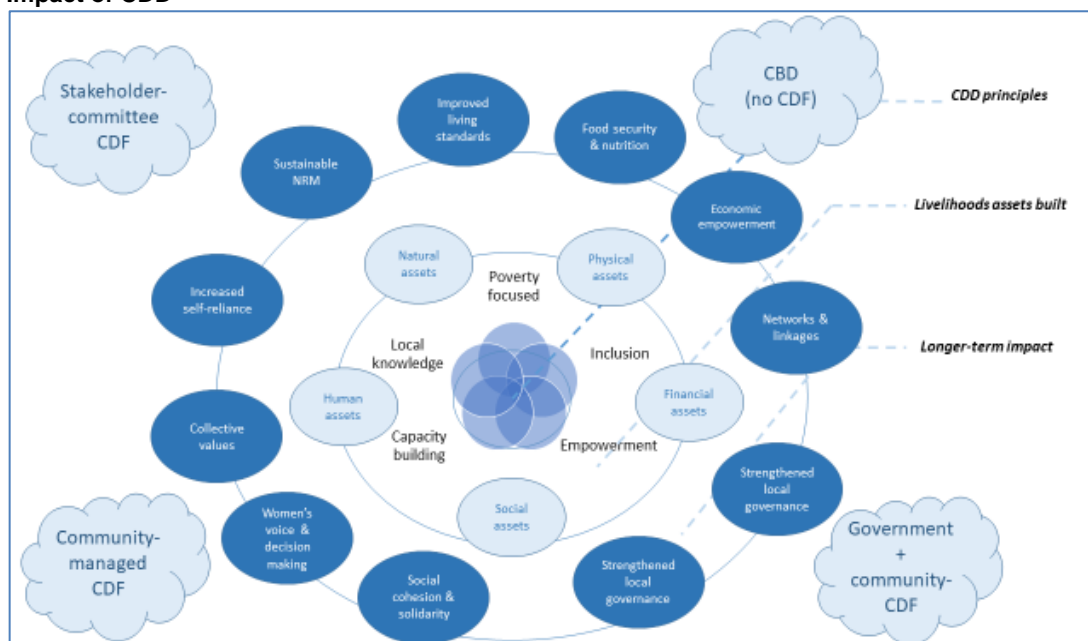 Impact of CDD
Stakeholder-
committee
CDF
CBD
(no CDF)
CDD principles
Improved
living
standards
Food security
& nutrition
Sustainable
NRM
Economic
empowerment
Livelihoods assets built
Natural
assets
Physical
assets
Poverty
focused
Increased
self-reliance
Networks &
linkages
Longer-term impact
Local
knowledge
Inclusion
Human
assets
Financial
assets
Collective
values
Capacity
building
Empowerment
Strengthened
local
governance
Social
assets
Women's
voice &
decision
making
Community-
managed
CDF
Government
+
community-
CDF
Social
cohesion &
solidarity
Strengthened
local
governance